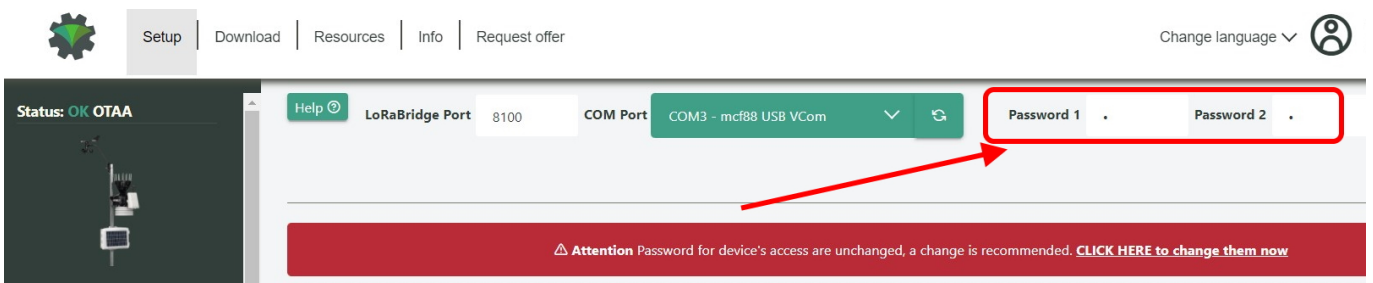 Setup Download Resources Info Request offer Change language
Status: OK OTAA
Help LoRaBridge Port 8100 COM Port COM3 - mcf88 USB VCom Password 1 • Password 2 •
Attention Password for device's access are unchanged, a change is recommended. CLICK HERE to change them now